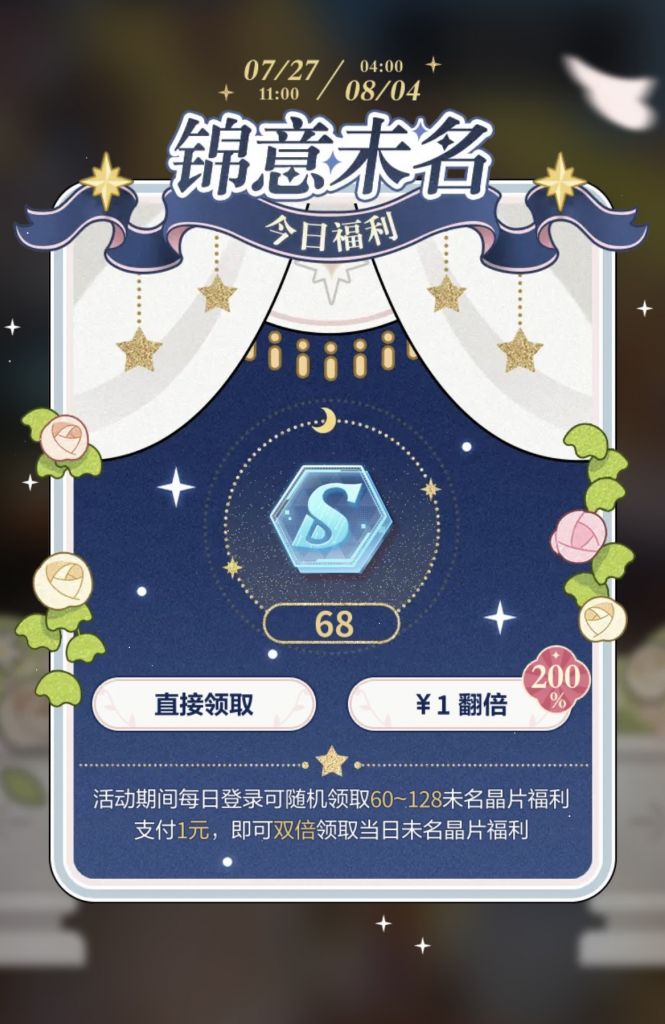 07/27 04:00
11:00 08/04
锦意未名
今日福利
S
68
直接领取
¥1 翻倍
200%
活动期间每日登录可随机领取60~128未名晶片福利
支付1元，即可双倍领取当日未名晶片福利